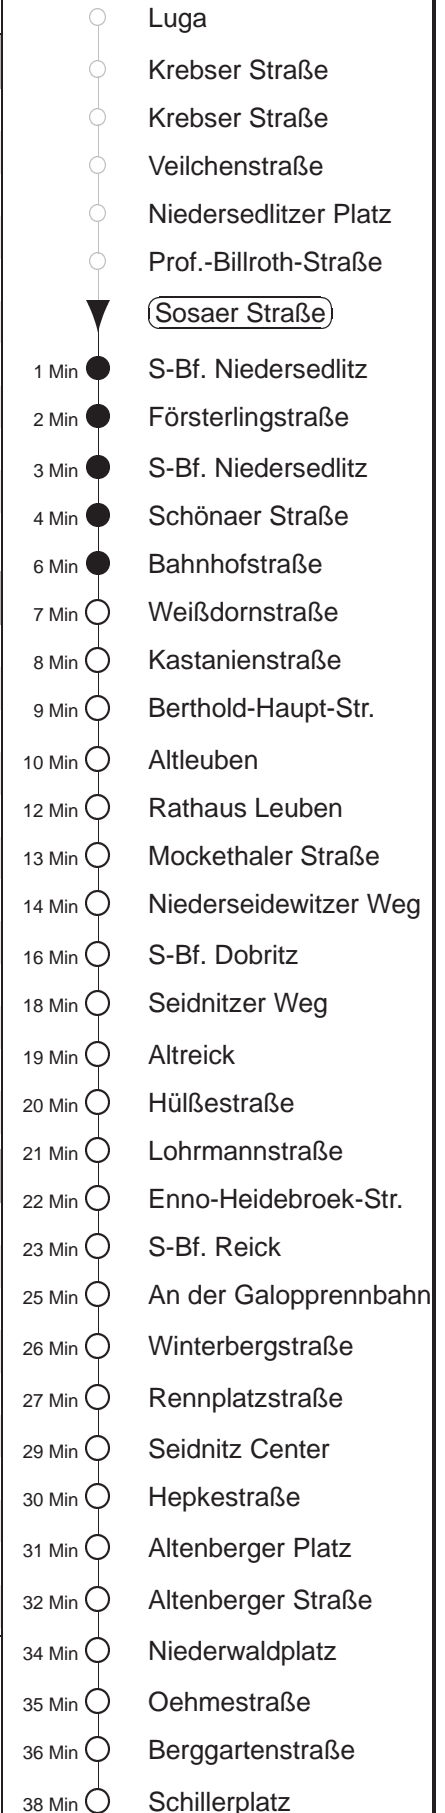 Luga
Krebser Straße
Krebser Straße
Veilchenstraße
Niedersedlitzer Platz
Prof.-Billroth-Straße
Sosaer Straße
1 Min S-Bf. Niedersedlitz
2 Min Försterlingstraße
3 Min S-Bf. Niedersedlitz
4 Min Schönaer Straße
6 Min Bahnhofstraße
7 Min Weißdornstraße
8 Min Kastanienstraße
9 Min Berthold-Haupt-Str.
10 Min Altleuben
12 Min Rathaus Leuben
13 Min Mockethaler Straße
14 Min Niederseidewitzer Weg
16 Min S-Bf. Dobritz
18 Min Seidnitzer Weg
19 Min Altreick
20 Min Hülßestraße
21 Min Lohrmannstraße
22 Min Enno-Heidebroek-Str.
23 Min S-Bf. Reick
25 Min An der Galopprennbahn
26 Min Winterbergstraße
27 Min Rennplatzstraße
29 Min Seidnitz Center
30 Min Hepkestraße
31 Min Altenberger Platz
32 Min Altenberger Straße
34 Min Niederwaldplatz
35 Min Oehmestraße
36 Min Berggartenstraße
38 Min Schillerplatz